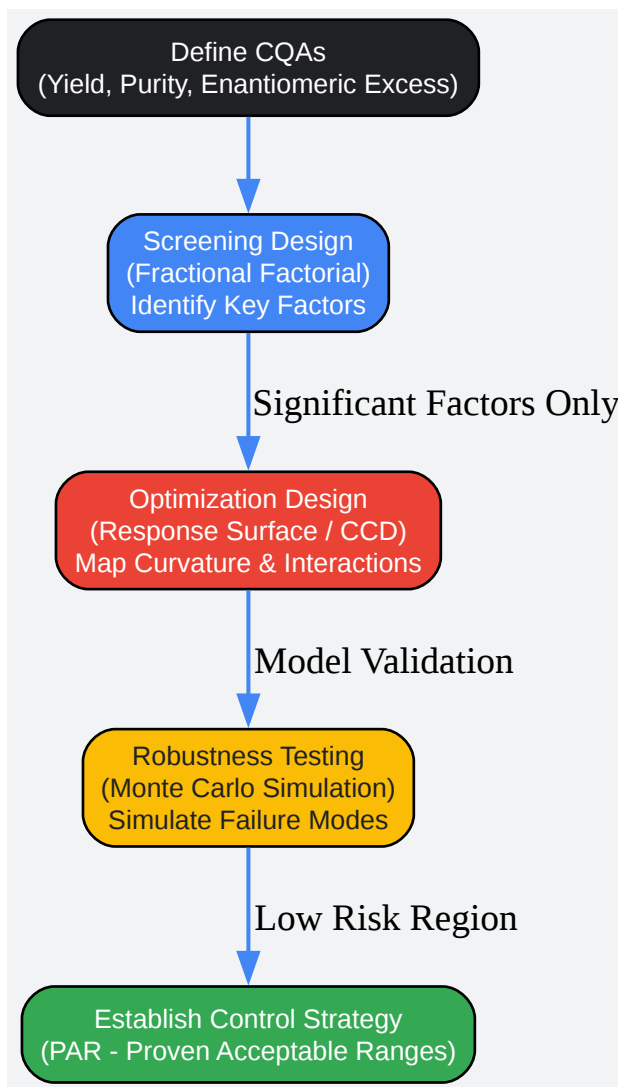 Define CQAs
(Yield, Purity, Enantiomeric Excess)
Screening Design
(Fractional Factorial)
Identify Key Factors
Significant Factors Only
Optimization Design
(Response Surface / CCD)
Map Curvature & Interactions
Model Validation
Robustness Testing
(Monte Carlo Simulation)
Simulate Failure Modes
Low Risk Region
Establish Control Strategy
(PAR - Proven Acceptable Ranges)